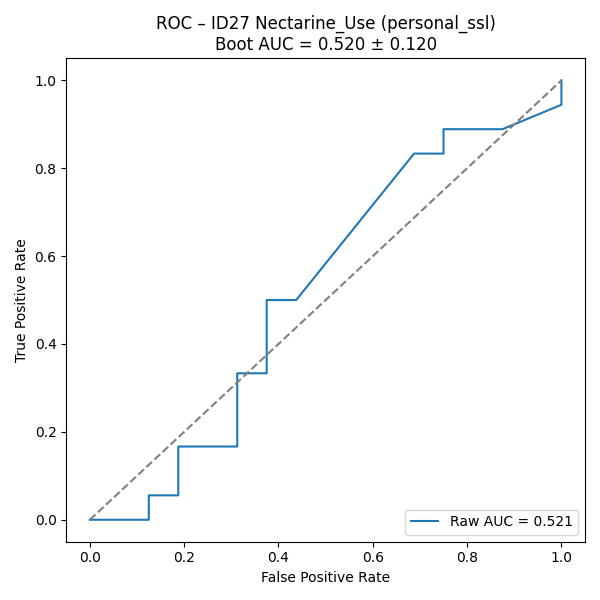 ROC – ID27 Nectarine_Use (personal_ssl)
Boot AUC = 0.520 ± 0.120
True Positive Rate
1.0
0.8
0.6
0.4
0.2
0.0
0.0 0.2 0.4 0.6 0.8 1.0
False Positive Rate
Raw AUC = 0.521